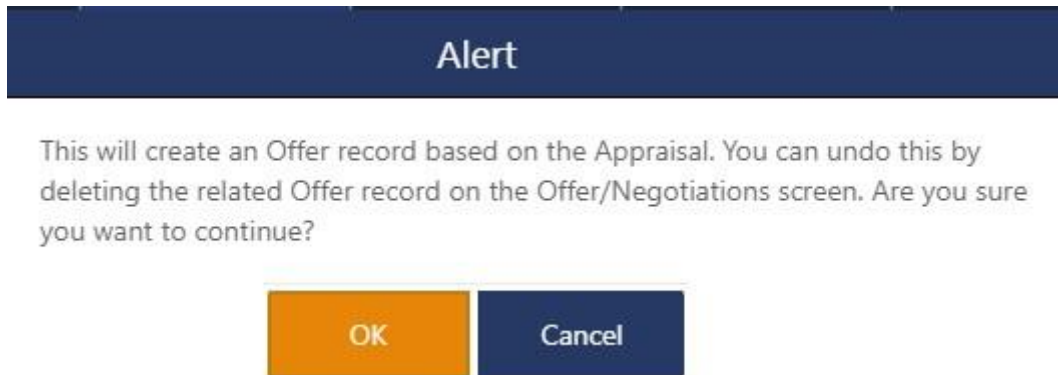 Alert
This will create an Offer record based on the Appraisal. You can undo this by
deleting the related Offer record on the Offer/Negotiations screen. Are you sure
you want to continue?
OK Cancel